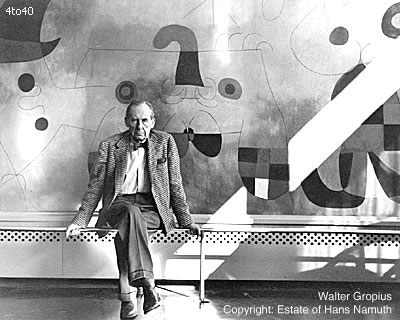 4to40
Walter Gropius
Copyright: Estate of Hans Namuth